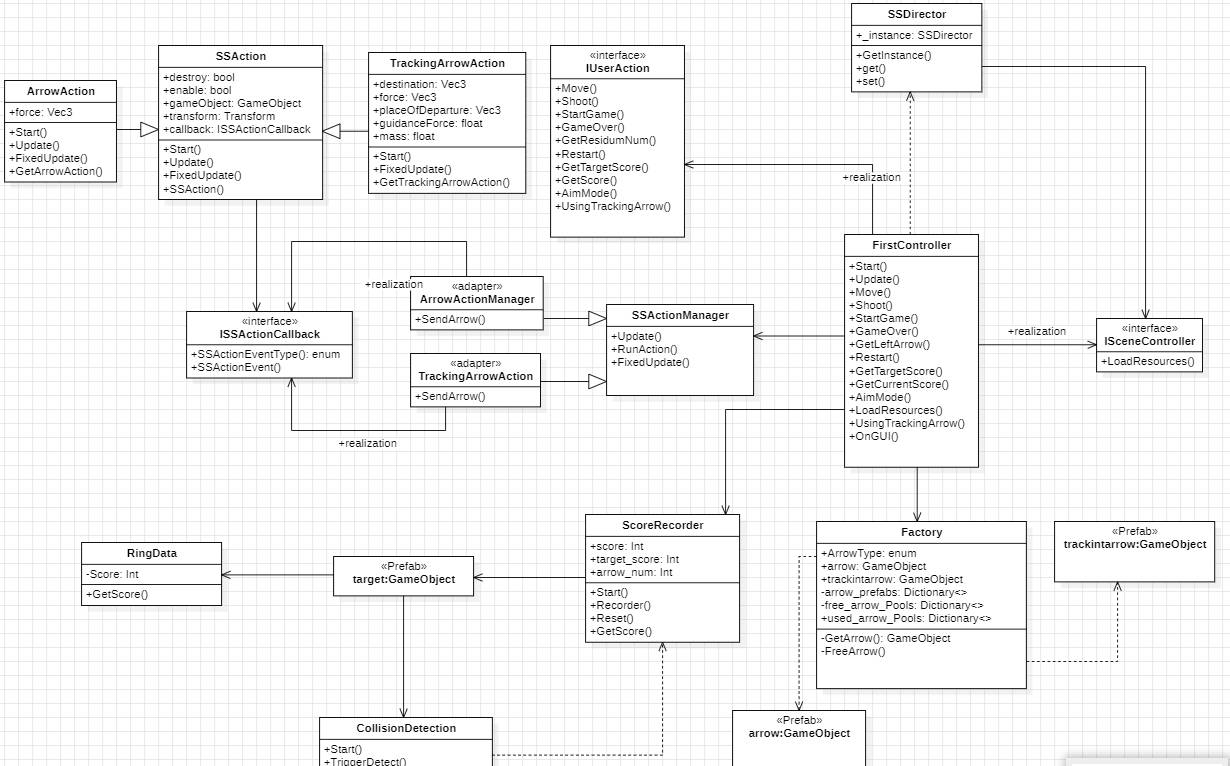 SSDirector
+_instance: SSDirector
+GetInstance()
+get()
+set()
SSAction
+destroy: bool
+enable: bool
+gameObject: GameObject
+transform: Transform
+callback: ISSActionCallback
+Start()
+Update()
+FixedUpdate()
+SSAction()
TrackingArrowAction
+destination: Vec3
+force: Vec3
+placeOfDeparture: Vec3
+guidanceForce: float
+mass: float
+Start()
+FixedUpdate()
+GetTrackingArrowAction()
«interface»
IUserAction
+Move()
+Shoot()
+StartGame()
+GameOver()
+GetResidumNum()
+Restart()
+GetTargetScore()
+GetScore()
+AimMode()
+UsingTrackingArrow()
ArrowAction
+force: Vec3
+Start()
+Update()
+FixedUpdate()
+GetArrowAction()
+realization
FirstController
+Start()
+Update()
+Move()
+Shoot()
+StartGame()
+GameOver()
+GetLeftArrow()
+Restart()
+GetTargetScore()
+GetCurrentScore()
+AimMode()
+LoadResources()
+UsingTrackingArrow()
+OnGUI()
+realization
«adapter»
ArrowActionManager
+SendArrow()
SSActionManager
+Update()
+RunAction()
+FixedUpdate()
«interface»
ISSActionCallback
+SSActionEventType(): enum
+SSActionEvent()
+realization
«interface»
ISceneController
+LoadResources()
«adapter»
TrackingArrowAction
+SendArrow()
+realization
ScoreRecorder
+score: Int
+target_score: Int
+arrow_num: Int
+Start()
+Recorder()
+Reset()
+GetScore()
Factory
+ArrowType: enum
+arrow: GameObject
+trackintarrow: GameObject
-arrow_prefabs: Dictionary<>
-free_arrow_Pools: Dictionary<>
+used_arrow_Pools: Dictionary<>
-GetArrow(): GameObject
-FreeArrow()
«Prefab»
trackintarrow:GameObject
RingData
-Score: Int
+GetScore()
«Prefab»
target:GameObject
CollisionDetection
+Start()
+TriggerDetect()
«Prefab»
arrow:GameObject